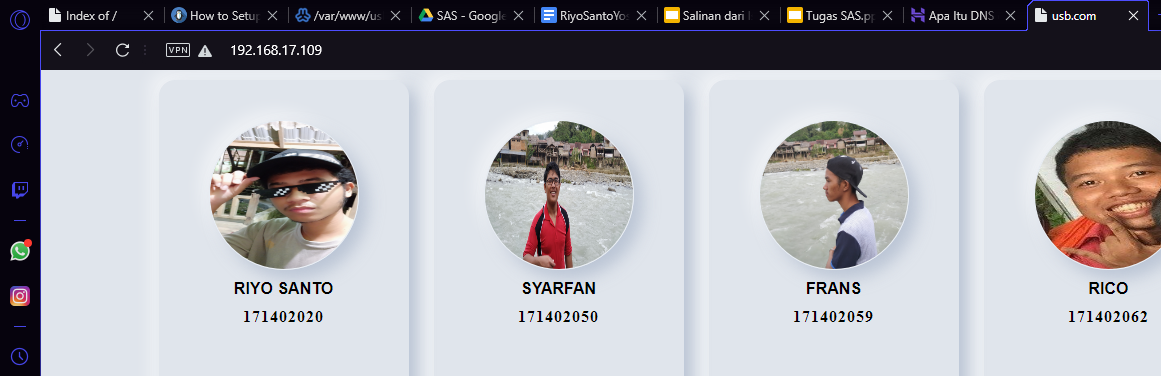 Index of /
How to Setup
/var/www/us
SAS - Google
RiyoSantoYos
Salinan dari
Tugas SAS.pp
Apa Itu DNS
usb.com
VPN
192.168.17.109
RIYO SANTO
171402020
SYARFAN
171402050
FRANS
171402059
RICO
171402062